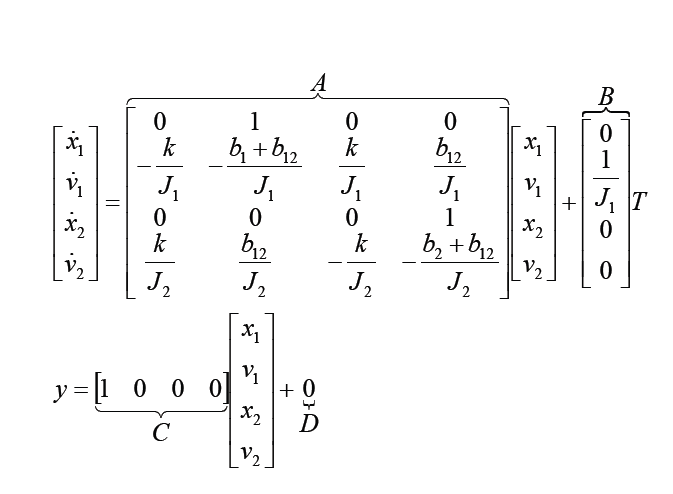 A
B
[ẋ₁ v̇₁ ẋ₂ v̇₂] = [0 1 0 0; -k/J₁ -(b₁+b₁₂)/J₁ k/J₁ b₁₂/J₁; 0 0 0 1; k/J₂ b₁₂/J₂ -k/J₂ -(b₂+b₁₂)/J₂] [x₁ v₁ x₂ v₂] + [0 1/J₁ 0 0] T
y = [1 0 0 0] [x₁ v₁ x₂ v₂] + 0
C
D